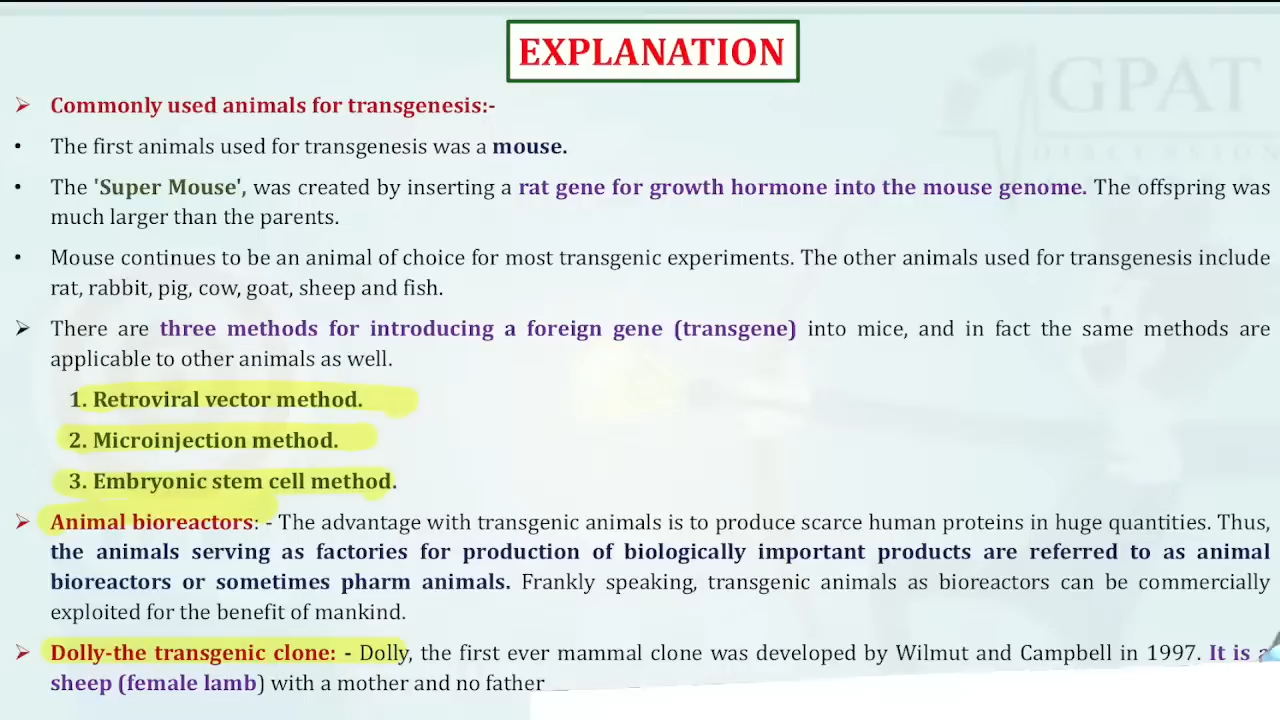 EXPLANATION
GPAT
DISCUSSION
➤ Commonly used animals for transgenesis:-
• The first animals used for transgenesis was a mouse.
• The 'Super Mouse', was created by inserting a rat gene for growth hormone into the mouse genome. The offspring was
much larger than the parents.
• Mouse continues to be an animal of choice for most transgenic experiments. The other animals used for transgenesis include
rat, rabbit, pig, cow, goat, sheep and fish.
➤ There are three methods for introducing a foreign gene (transgene) into mice, and in fact the same methods are
applicable to other animals as well.
1. Retroviral vector method.
2. Microinjection method.
3. Embryonic stem cell method.
➤ Animal bioreactors: - The advantage with transgenic animals is to produce scarce human proteins in huge quantities. Thus,
the animals serving as factories for production of biologically important products are referred to as animal
bioreactors or sometimes pharm animals. Frankly speaking, transgenic animals as bioreactors can be commercially
exploited for the benefit of mankind.
➤ Dolly-the transgenic clone: - Dolly, the first ever mammal clone was developed by Wilmut and Campbell in 1997. It is a
sheep (female lamb) with a mother and no father